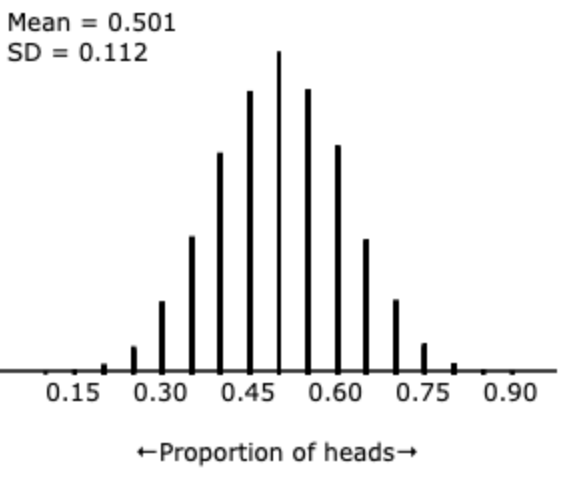 Mean = 0.501
SD = 0.112
0.15 0.30 0.45 0.60 0.75 0.90
←Proportion of heads→